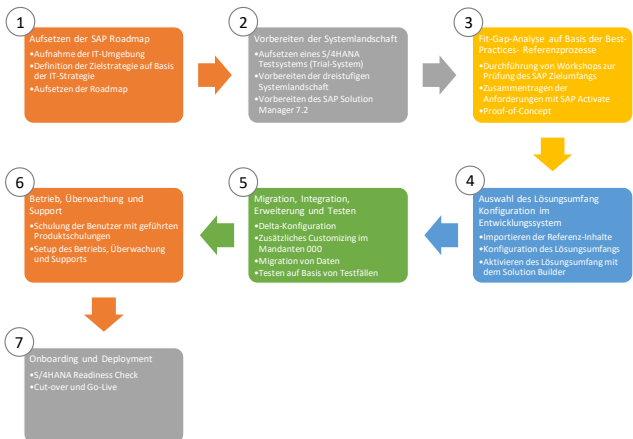 1
Aufsetzen der SAP Roadmap
•Aufnahme der IT-Umgebung
•Definition der Zielstrategie auf Basis
der IT-Strategie
•Aufsetzen der Roadmap
2
Vorbereiten der Systemlandschaft
•Aufsetzen eines S/4HANA
Testsystems (Trial-System)
•Vorbereiten der dreistufigen
Systemlandschaft
•Vorbereiten des SAP Solution
Manager 7.2
3
Fit-Gap-Analyse auf Basis der Best-
Practices- Referenzprozesse
•Durchführung von Workshops zur
Prüfung des SAP Zielumfangs
•Zusammentragen der
Anforderungen mit SAP Activate
•Proof-of-Concept
4
Auswahl des Lösungsumfang
Konfiguration im
Entwicklungssystem
•Importieren der Referenz-Inhalte
•Konfiguration des Lösungsumfangs
•Aktivieren des Lösungsumfang mit
dem Solution Builder
5
Migration, Integration,
Erweiterung und Testen
•Delta-Konfiguration
•Zusätzliches Customizing im
Mandanten 000
•Migration von Daten
•Testen auf Basis von Testfällen
6
Betrieb, Überwachung und
Support
•Schulung der Benutzer mit geführten
Produktschulungen
•Setup des Betriebs, Überwachung
und Supports
7
Onboarding und Deployment
•S/4HANA Readiness Check
•Cut-over und Go-Live